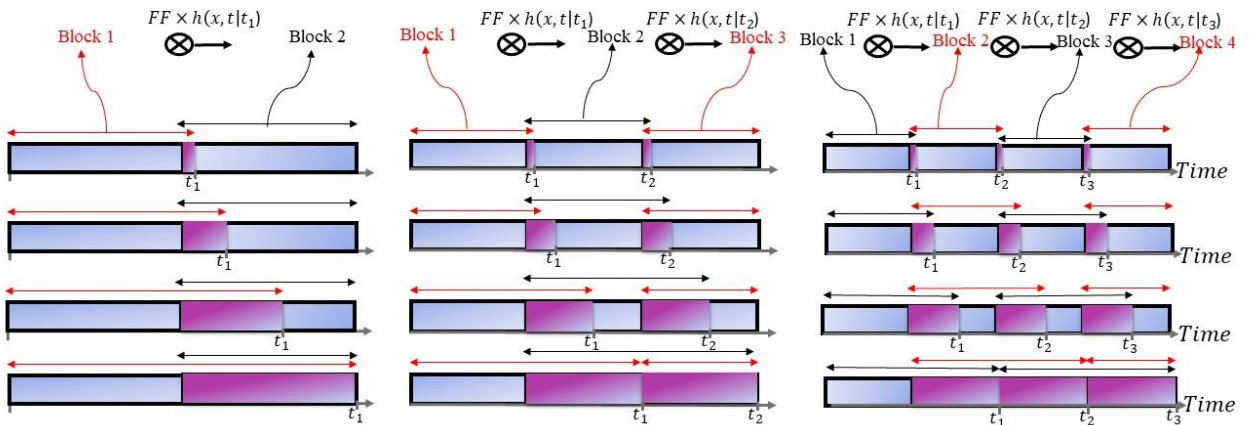 FF × h(x, t|t₁)
Block 1
Block 2
t₁
t₁
t₁
t₁
FF × h(x, t|t₁)
FF × h(x, t|t₂)
Block 1
Block 2
Block 3
t₁ t₂
t₁ t₂
t₁ t₂
t₁ t₂
FF × h(x, t|t₁)
FF × h(x, t|t₂)
FF × h(x, t|t₃)
Block 1
Block 2
Block 3
Block 4
t₁ t₂ t₃ Time
t₁ t₂ t₃ Time
t₁ t₂ t₃ Time
t₁ t₂ t₃ Time